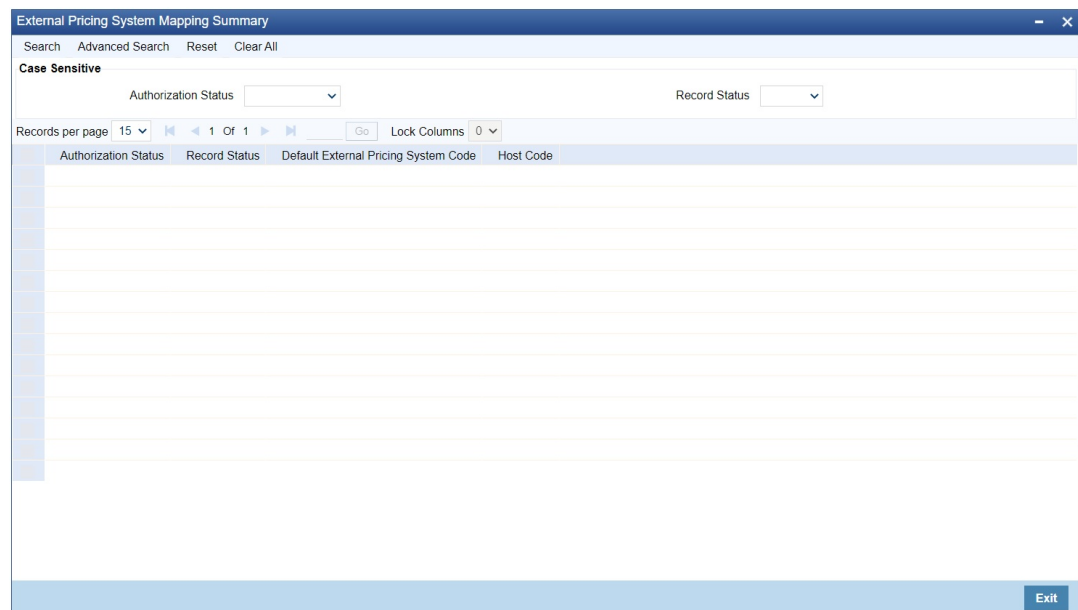 External Pricing System Mapping Summary
Search Advanced Search Reset Clear All
Case Sensitive
Authorization Status Record Status
Records per page 15 1 Of 1 Go Lock Columns 0
Authorization Status Record Status Default External Pricing System Code Host Code
Exit